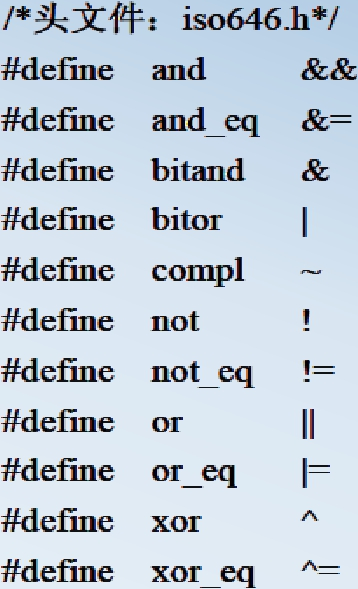 /*头文件：iso646.h*/
#define and &&
#define and_eq &=
#define bitand &
#define bitor |
#define compl ~
#define not !
#define not_eq !=
#define or ||
#define or_eq |=
#define xor ^
#define xor_eq ^=